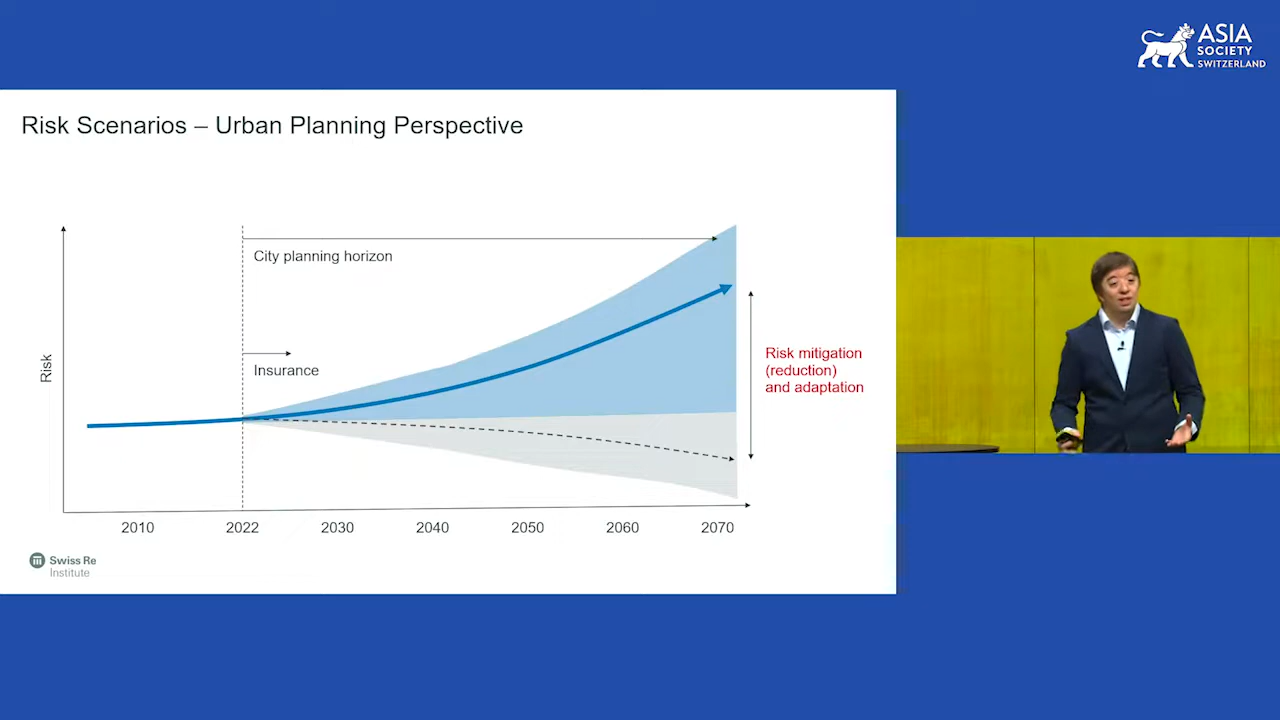 ASIA
SOCIETY
SWITZERLAND
Risk Scenarios – Urban Planning Perspective
City planning horizon
Insurance
Risk
Risk mitigation
(reduction)
and adaptation
2010 2022 2030 2040 2050 2060 2070
Swiss Re
Institute